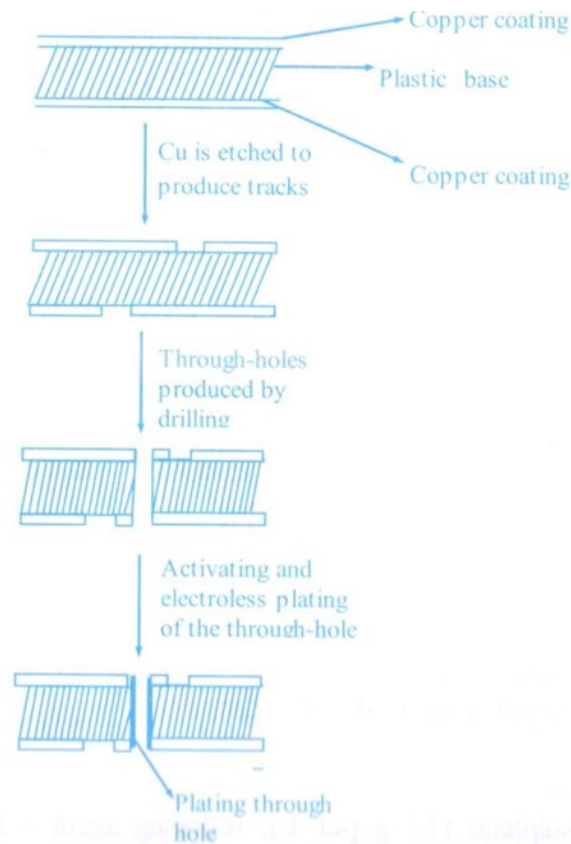 Copper coating
Plastic base
Cu is etched to
produce tracks
Copper coating
Through-holes
produced by
drilling
Activating and
electroless plating
of the through-hole
Plating through
hole